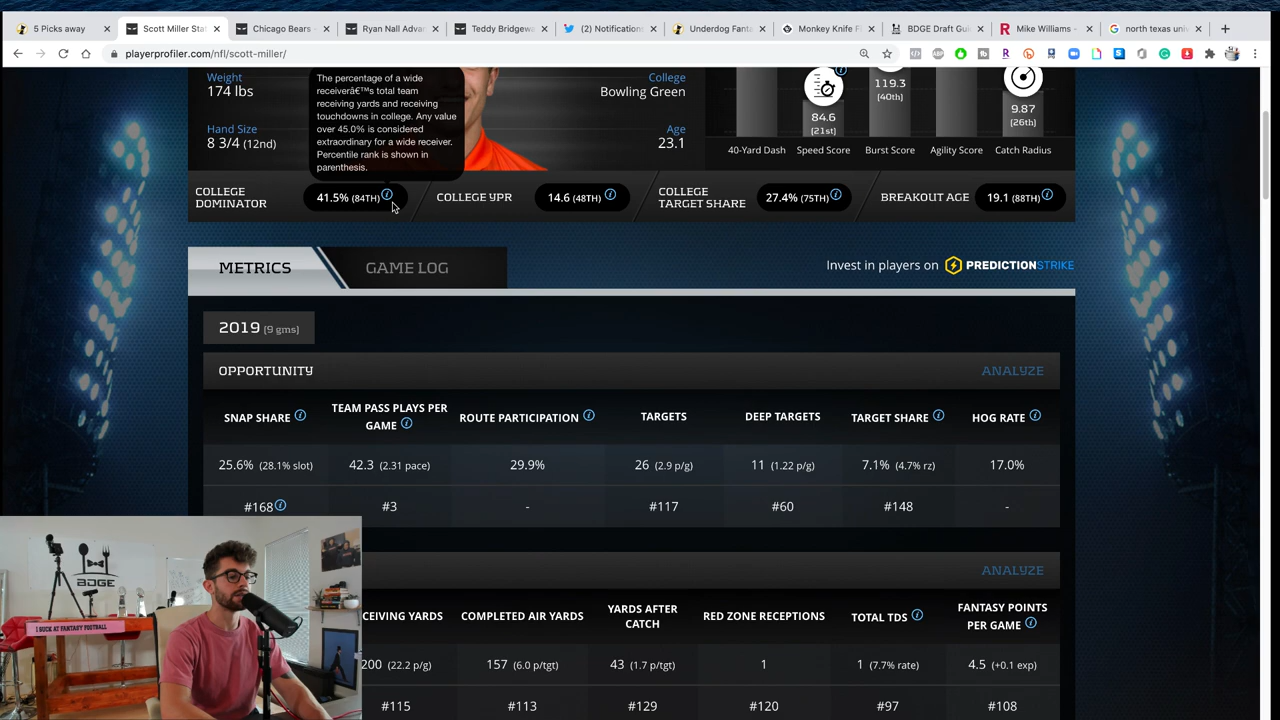 5 Picks away
Scott Miller Sta
Chicago Bears
Ryan Nall Adva
Teddy Bridgew
(2) Notifications
Underdog Fanta
Monkey Knife F
BDGE Draft Gui
Mike Williams -
north texas uni
playerprofiler.com/nfl/scott-miller/
Weight
174 lbs
Hand Size
8 3/4 (12nd)
The percentage of a wide
receiverâ€™s total team
receiving yards and receiving
touchdowns in college. Any value
over 45.0% is considered
extraordinary for a wide receiver.
Percentile rank is shown in
parenthesis.
College
Bowling Green
Age
23.1
84.6
[21st]
119.3
[40th]
9.87
[26th]
40-Yard Dash
Speed Score
Burst Score
Agility Score
Catch Radius
COLLEGE
DOMINATOR
41.5% (84TH)
COLLEGE YPR
14.6 (48TH)
COLLEGE
TARGET SHARE
27.4% (75TH)
BREAKOUT AGE
19.1 (88TH)
METRICS
GAME LOG
Invest in players on
PREDICTIONSTRIKE
2019 [9 gms]
OPPORTUNITY
ANALYZE
SNAP SHARE
TEAM PASS PLAYS PER
GAME
ROUTE PARTICIPATION
TARGETS
DEEP TARGETS
TARGET SHARE
HOG RATE
25.6% (28.1% slot)
42.3 (2.31 pace)
29.9%
26 (2.9 p/g)
11 (1.22 p/g)
7.1% (4.7% rz)
17.0%
#168
#3
-
#117
#60
#148
-
ANALYZE
CEIVING YARDS
COMPLETED AIR YARDS
YARDS AFTER
CATCH
RED ZONE RECEPTIONS
TOTAL TDS
FANTASY POINTS
PER GAME
200 (22.2 p/g)
157 (6.0 p/tgt)
43 (1.7 p/tgt)
1
1 (7.7% rate)
4.5 (+0.1 exp)
#115
#113
#129
#120
#97
#108
BDGE
I SUCK AT FANTASY FOOTBALL